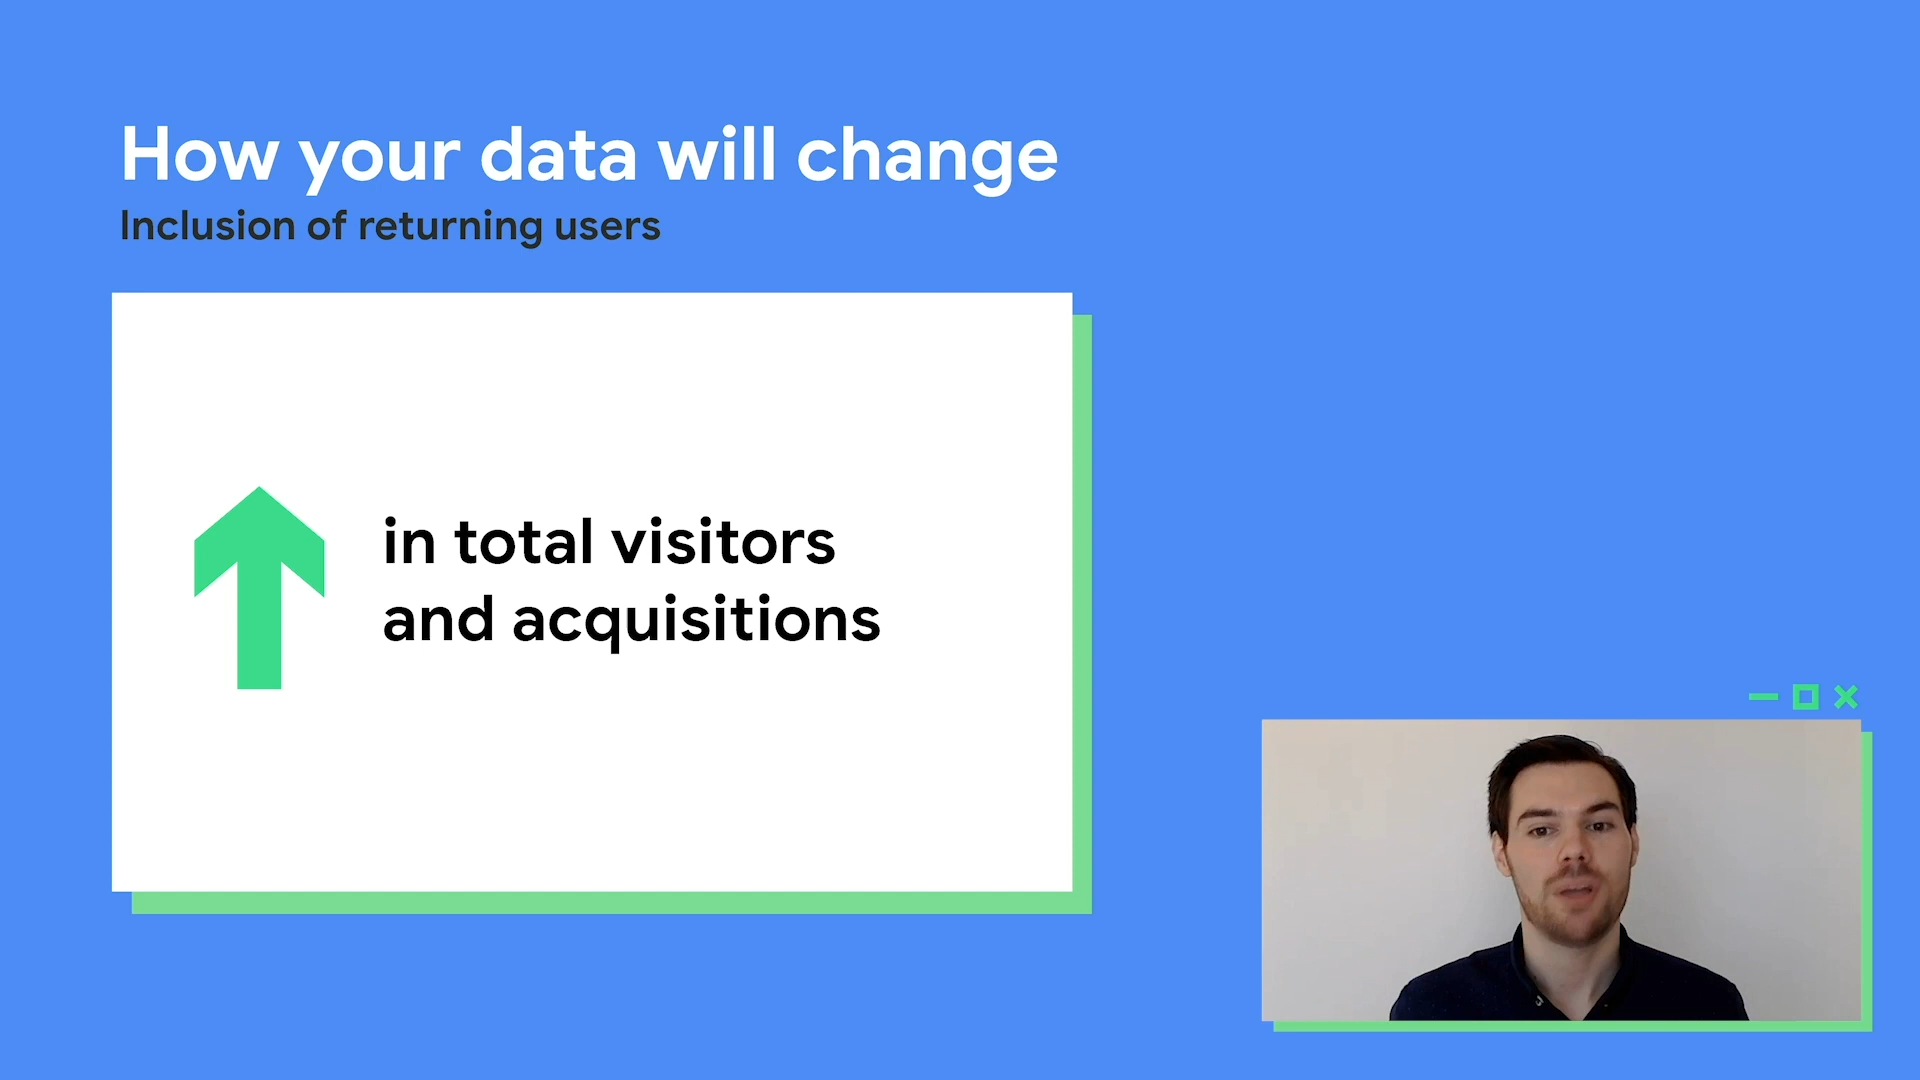 How your data will change
Inclusion of returning users
in total visitors
and acquisitions